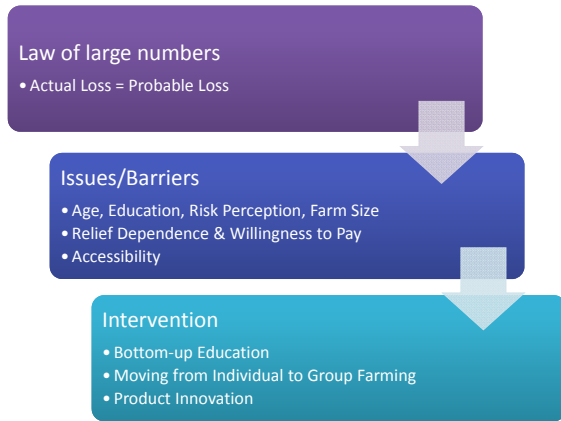 Law of large numbers
• Actual Loss = Probable Loss
Issues/Barriers
• Age, Education, Risk Perception, Farm Size
• Relief Dependence & Willingness to Pay
• Accessibility
Intervention
• Bottom-up Education
• Moving from Individual to Group Farming
• Product Innovation